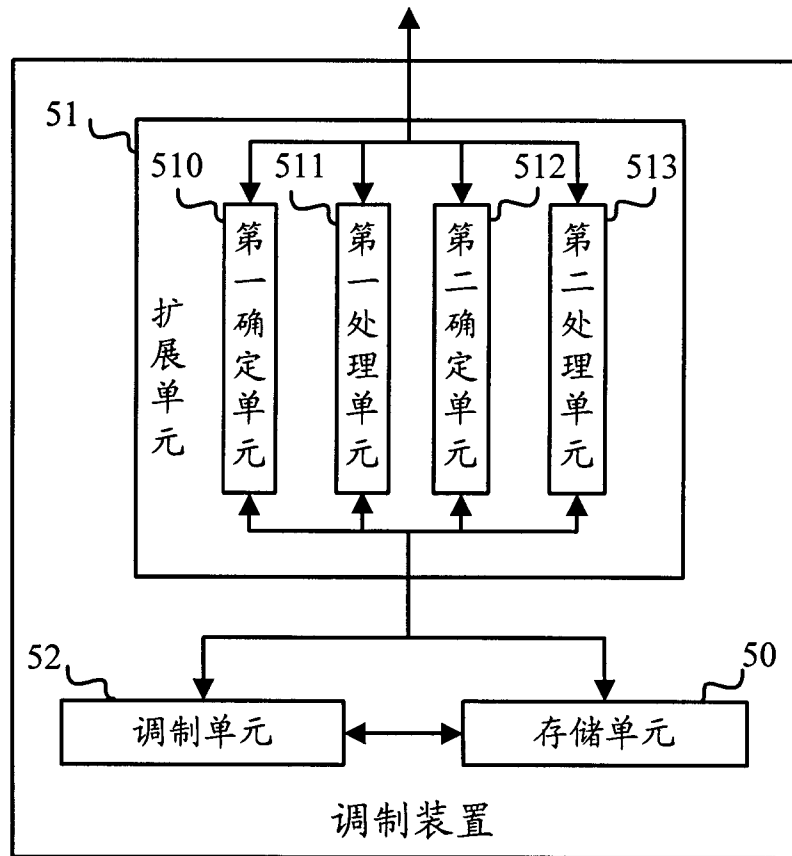 51
510
511
512
513
第一确定单元
第一处理单元
第二确定单元
第二处理单元
扩展单元
52
50
调制单元
存储单元
调制装置